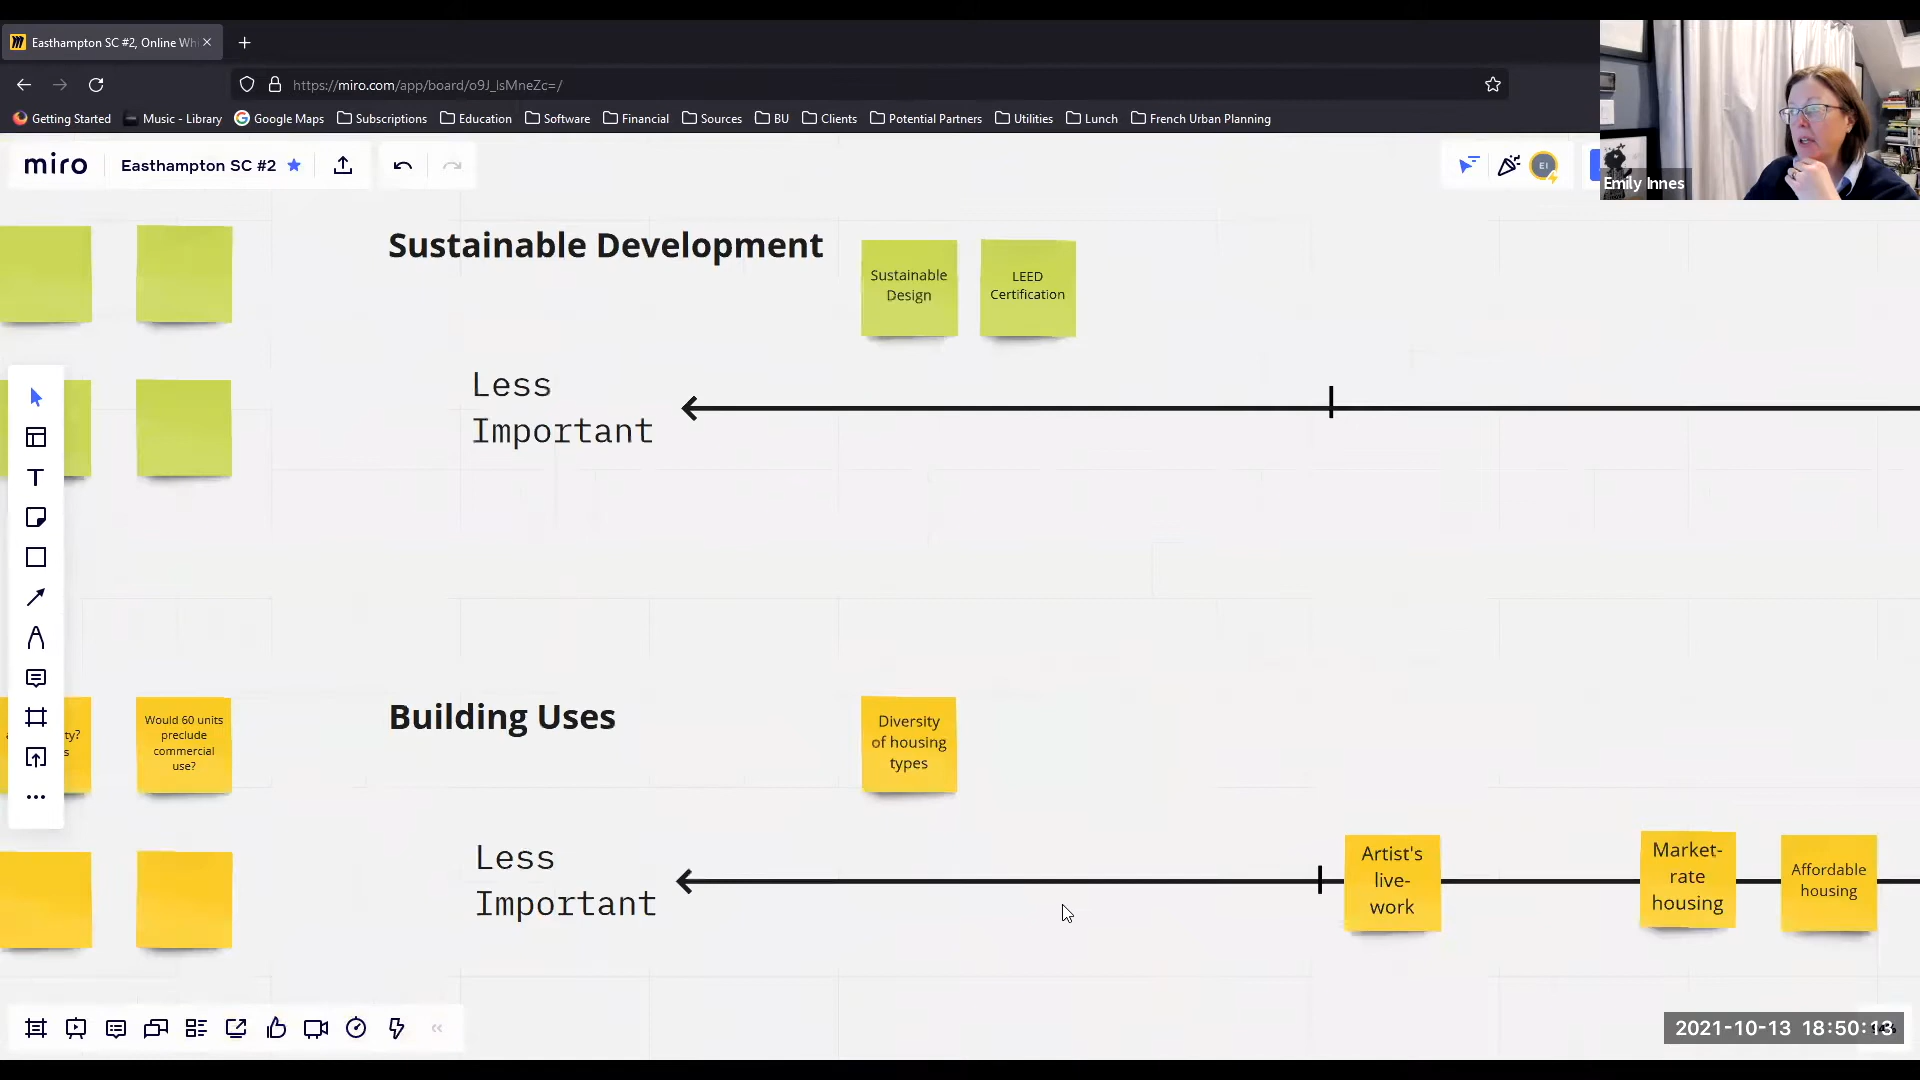 Easthampton SC #2, Online Wh
https://miro.com/app/board/o9J_lsMneZc=/
Getting Started
Music - Library
Google Maps
Subscriptions
Education
Software
Financial
Sources
BU
Clients
Potential Partners
Utilities
Lunch
French Urban Planning
Emily Innes
miro
Easthampton SC #2
EI
Sustainable Development
Sustainable
Design
LEED
Certification
Less
Important
ty?
s
Would 60 units
preclude
commercial
use?
Building Uses
Diversity
of housing
types
Less
Important
Artist's
live-
work
Market-
rate
housing
Affordable
housing
2021-10-13 18:50:13